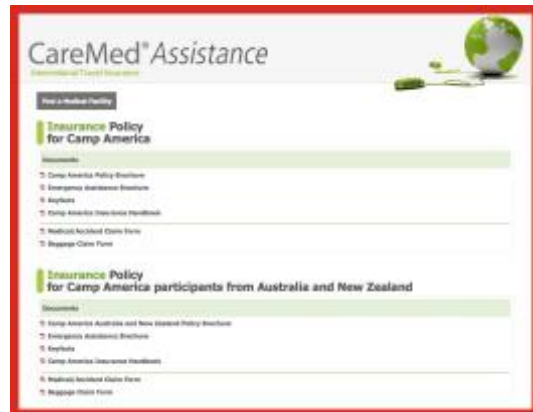 CareMed® Assistance
International Travel Insurance
Find a Medical Facility
Insurance Policy
for Camp America
Documents
Camp America Policy Brochure
Emergency Assistance Brochure
Keyfacts
Camp America Insurance Handbook
Medical/Accident Claim Form
Baggage Claim Form
Insurance Policy
for Camp America participants from Australia and New Zealand
Documents
Camp America Australia and New Zealand Policy Brochure
Emergency Assistance Brochure
Keyfacts
Camp America Insurance Handbook
Medical/Accident Claim Form
Baggage Claim Form